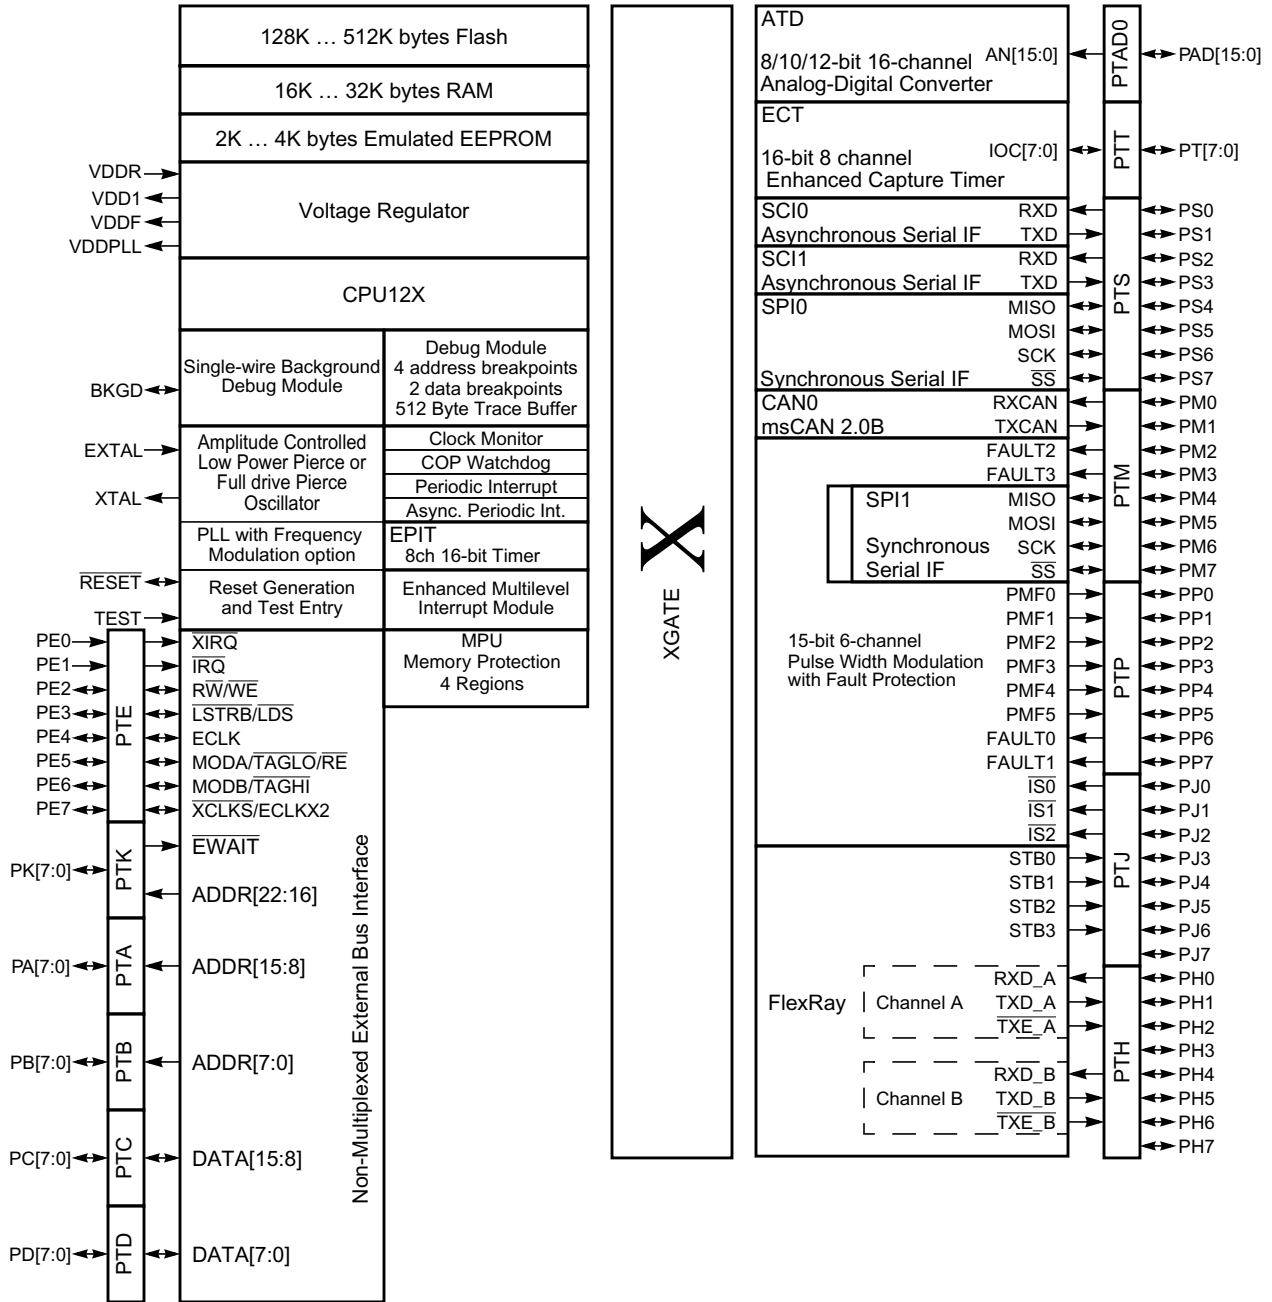 128K … 512K bytes Flash
16K … 32K bytes RAM
2K … 4K bytes Emulated EEPROM
VDDR
VDD1
VDDF
VDDPLL
Voltage Regulator
CPU12X
BKGD
Single-wire Background
Debug Module
Debug Module
4 address breakpoints
2 data breakpoints
512 Byte Trace Buffer
EXTAL
XTAL
Amplitude Controlled
Low Power Pierce or
Full drive Pierce
Oscillator
Clock Monitor
COP Watchdog
Periodic Interrupt
Async. Periodic Int.
PLL with Frequency
Modulation option
EPIT
8ch 16-bit Timer
RESET
TEST
Reset Generation
and Test Entry
Enhanced Multilevel
Interrupt Module
MPU
Memory Protection
4 Regions
PE0
PE1
PE2
PE3
PE4
PE5
PE6
PE7
PTE
XIRQ
IRQ
RW/WE
LSTRB/LDS
ECLK
MODA/TAGLO/RE
MODB/TAGHI
XCLKS/ECLKX2
PK[7:0]
PTK
EWAIT
ADDR[22:16]
PA[7:0]
PTA
ADDR[15:8]
PB[7:0]
PTB
ADDR[7:0]
PC[7:0]
PTC
DATA[15:8]
PD[7:0]
PTD
DATA[7:0]
Non-Multiplexed External Bus Interface
X
XGATE
ATD
8/10/12-bit 16-channel
Analog-Digital Converter
AN[15:0]
PTAD0
PAD[15:0]
ECT
16-bit 8 channel
Enhanced Capture Timer
IOC[7:0]
PTT
PT[7:0]
SCI0
Asynchronous Serial IF
RXD
TXD
SCI1
Asynchronous Serial IF
RXD
TXD
SPI0
Synchronous Serial IF
MISO
MOSI
SCK
SS
PTS
PS0
PS1
PS2
PS3
PS4
PS5
PS6
PS7
CAN0
msCAN 2.0B
RXCAN
TXCAN
FAULT2
FAULT3
SPI1
Synchronous
Serial IF
MISO
MOSI
SCK
SS
PTM
PM0
PM1
PM2
PM3
PM4
PM5
PM6
PM7
15-bit 6-channel
Pulse Width Modulation
with Fault Protection
PMF0
PMF1
PMF2
PMF3
PMF4
PMF5
FAULT0
FAULT1
PTP
PP0
PP1
PP2
PP3
PP4
PP5
PP6
PP7
IS0
IS1
IS2
STB0
STB1
STB2
STB3
PTJ
PJ0
PJ1
PJ2
PJ3
PJ4
PJ5
PJ6
PJ7
FlexRay
Channel A
RXD_A
TXD_A
TXE_A
Channel B
RXD_B
TXD_B
TXE_B
PTH
PH0
PH1
PH2
PH3
PH4
PH5
PH6
PH7